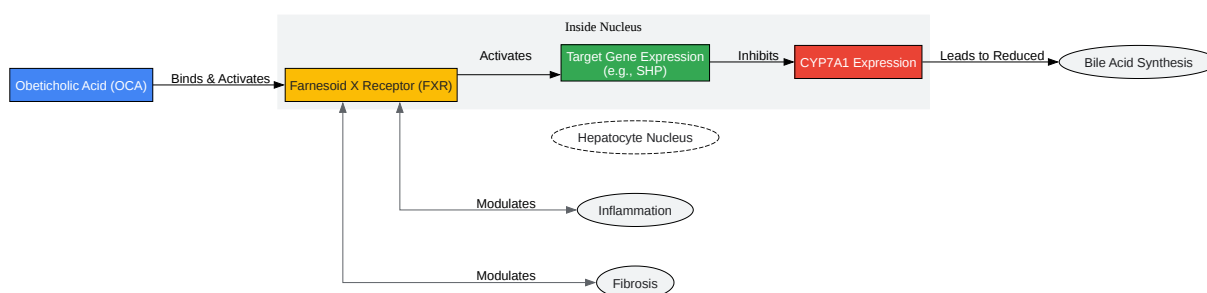 Inside Nucleus
Obeticholic Acid (OCA)
Binds & Activates
Farnesoid X Receptor (FXR)
Activates
Target Gene Expression
(e.g., SHP)
Inhibits
CYP7A1 Expression
Leads to Reduced
Bile Acid Synthesis
Hepatocyte Nucleus
Modulates
Inflammation
Modulates
Fibrosis